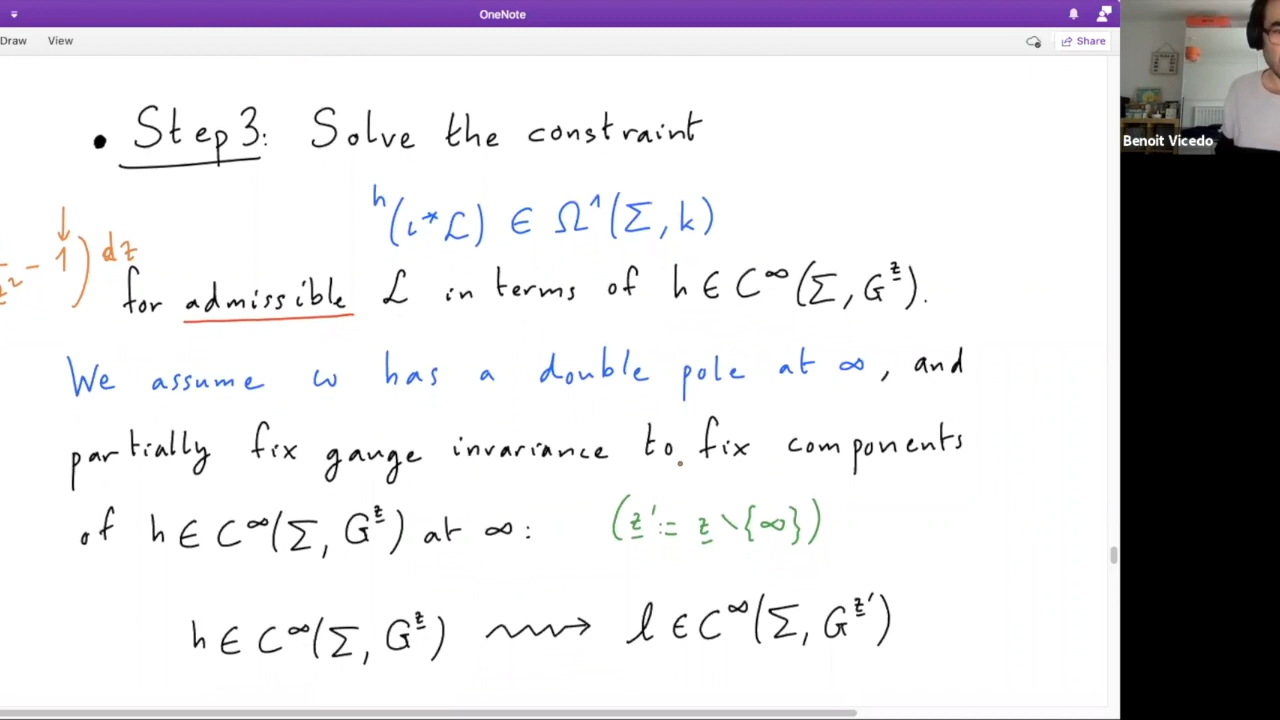 OneNote
Draw View Share
Benoit Vicedo
• Step 3: Solve the constraint
ʰ(ι*ℒ) ∈ Ω¹(Σ, k)
- 1) dz
for admissible ℒ in terms of h ∈ C^∞(Σ, G^z̲).
We assume ω has a double pole at ∞, and
partially fix gauge invariance to fix components
of h ∈ C^∞(Σ, G^z̲) at ∞: (z̲' := z̲ \ {∞})
h ∈ C^∞(Σ, G^z̲) ⟿ l ∈ C^∞(Σ, G^z̲')